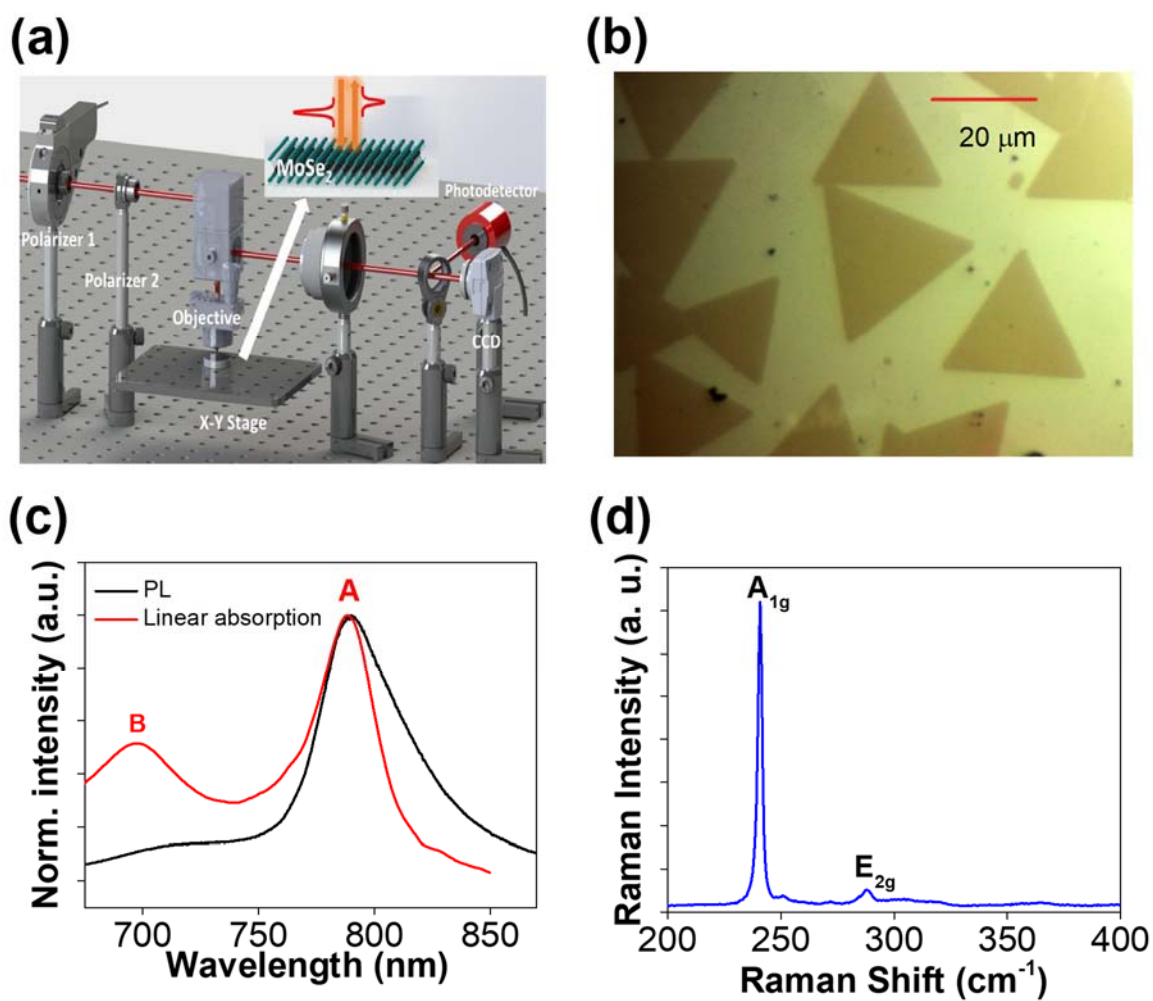 (a)
MoSe2
Photodetector
Polarizer 1
Polarizer 2
Objective
CCD
X-Y Stage
(b)
20 μm
(c)
Norm. intensity (a.u.)
PL
Linear absorption
A
B
700 750 800 850
Wavelength (nm)
(d)
Raman Intensity (a. u.)
A1g
E2g
200 250 300 350 400
Raman Shift (cm-1)